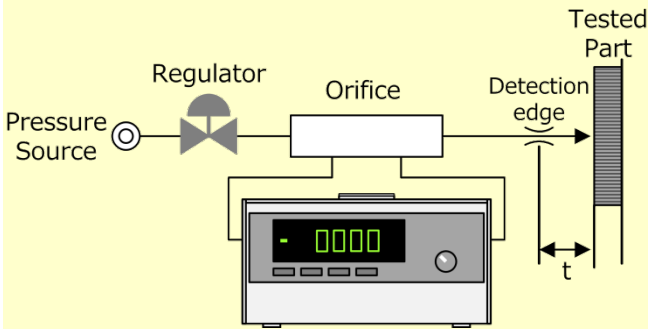 Tested
Part
Regulator
Orifice
Detection
edge
Pressure
Source
- 0000
t